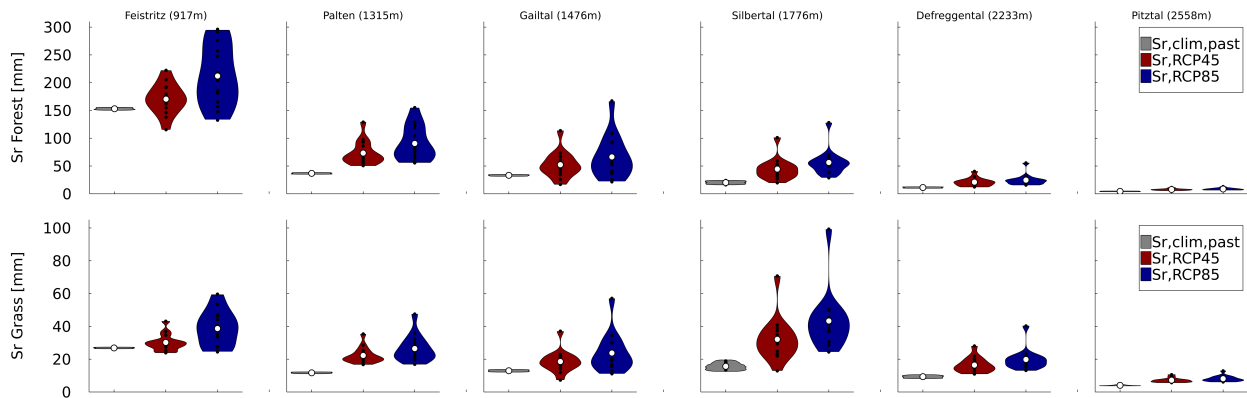 Feistritz (917m) Palten (1315m) Gailtal (1476m) Silbertal (1776m) Defreggental (2233m) Pitztal (2558m)
Sr Forest [mm]
300
250
200
150
100
50
0
Sr,clim,past
Sr,RCP45
Sr,RCP85
Sr Grass [mm]
100
80
60
40
20
0
Sr,clim,past
Sr,RCP45
Sr,RCP85